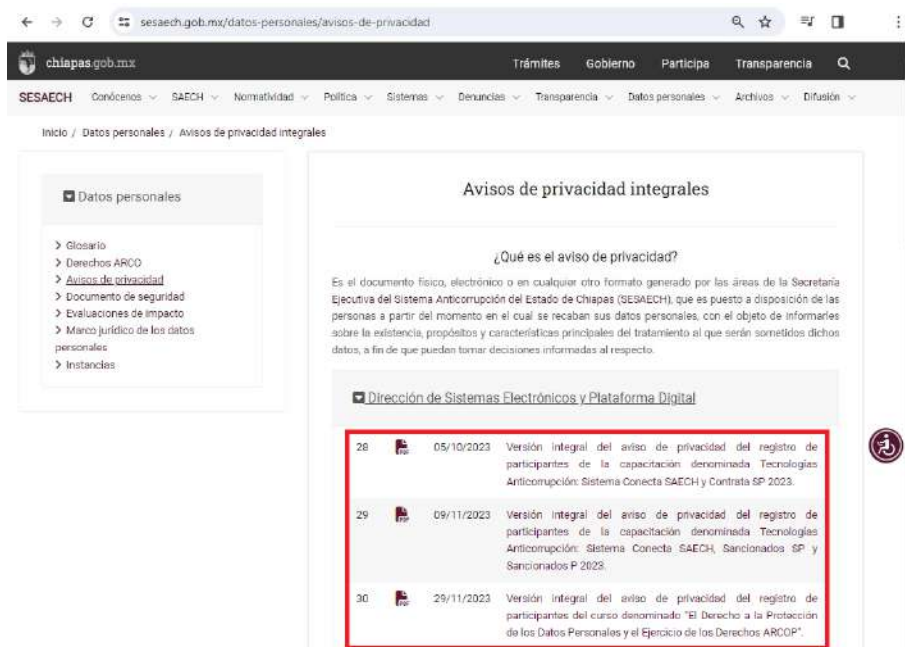 sesaech.gob.mx/datos-personales/avisos-de-privacidad
chiapas.gob.mx
Trámites Gobierno Participa Transparencia
SESAECH Conócenos SAECH Normatividad Política Sistemas Denuncias Transparencia Datos personales Archivos Difusión
Inicio / Datos personales / Avisos de privacidad integrales
Datos personales
> Glosario
> Derechos ARCO
> Avisos de privacidad
> Documento de seguridad
> Evaluaciones de impacto
> Marco jurídico de los datos
personales
> Instancias
Avisos de privacidad integrales
¿Qué es el aviso de privacidad?
Es el documento físico, electrónico o en cualquier otro formato generado por las áreas de la Secretaría
Ejecutiva del Sistema Anticorrupción del Estado de Chiapas (SESAECH), que es puesto a disposición de las
personas a partir del momento en el cual se recaban sus datos personales, con el objeto de informarles
sobre la existencia, propósitos y características principales del tratamiento al que serán sometidos dichos
datos, a fin de que puedan tomar decisiones informadas al respecto.
Dirección de Sistemas Electrónicos y Plataforma Digital
28 PDF 05/10/2023 Versión integral del aviso de privacidad del registro de
participantes de la capacitación denominada Tecnologías
Anticorrupción: Sistema Conecta SAECH y Contrata SP 2023.
29 PDF 09/11/2023 Versión integral del aviso de privacidad del registro de
participantes de la capacitación denominada Tecnologías
Anticorrupción: Sistema Conecta SAECH, Sancionados SP y
Sancionados P 2023.
30 PDF 29/11/2023 Versión integral del aviso de privacidad del registro de
participantes del curso denominado "El Derecho a la Protección
de los Datos Personales y el Ejercicio de los Derechos ARCOP".